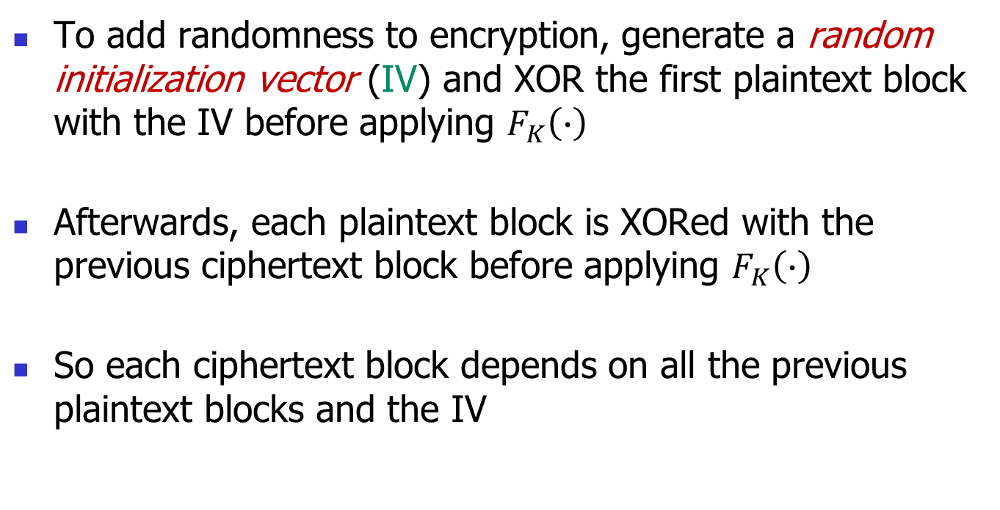 ▪ To add randomness to encryption, generate a random
initialization vector (IV) and XOR the first plaintext block
with the IV before applying F_K(·)
▪ Afterwards, each plaintext block is XORed with the
previous ciphertext block before applying F_K(·)
▪ So each ciphertext block depends on all the previous
plaintext blocks and the IV